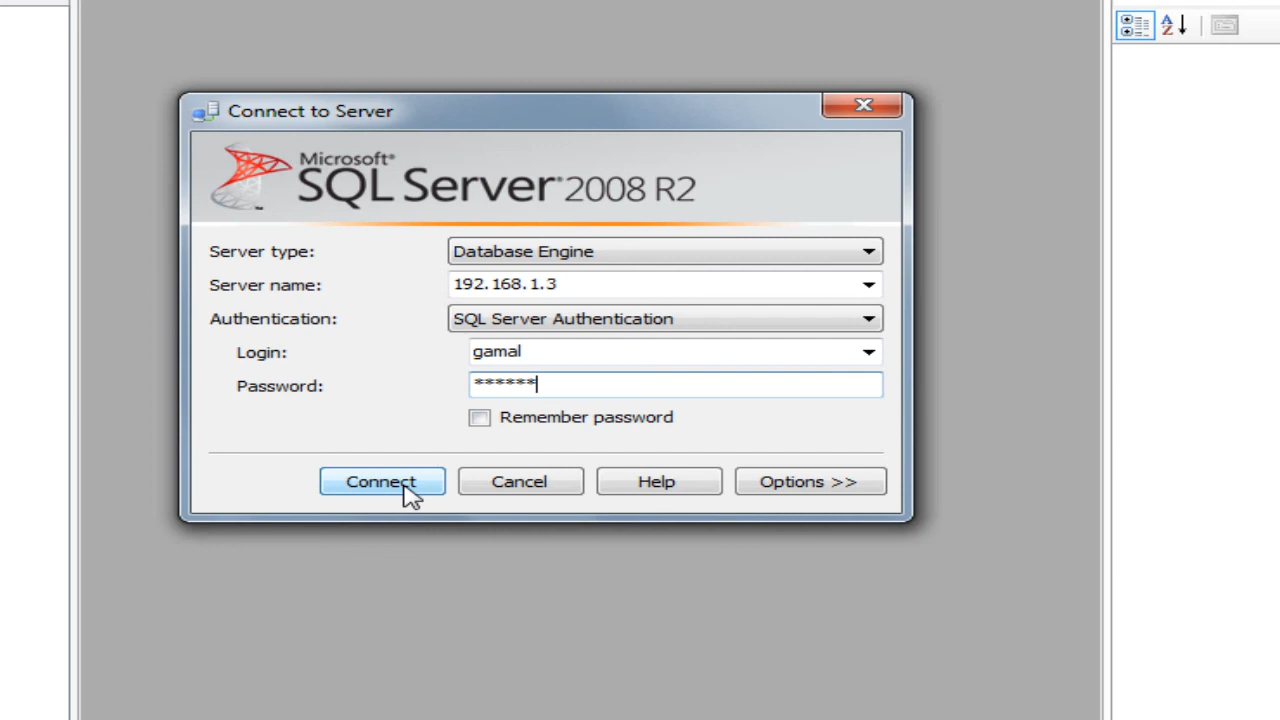 Connect to Server
Microsoft®
SQL Server® 2008 R2
Server type: Database Engine
Server name: 192.168.1.3
Authentication: SQL Server Authentication
Login: gamal
Password: ******
Remember password
Connect Cancel Help Options >>
A
Z